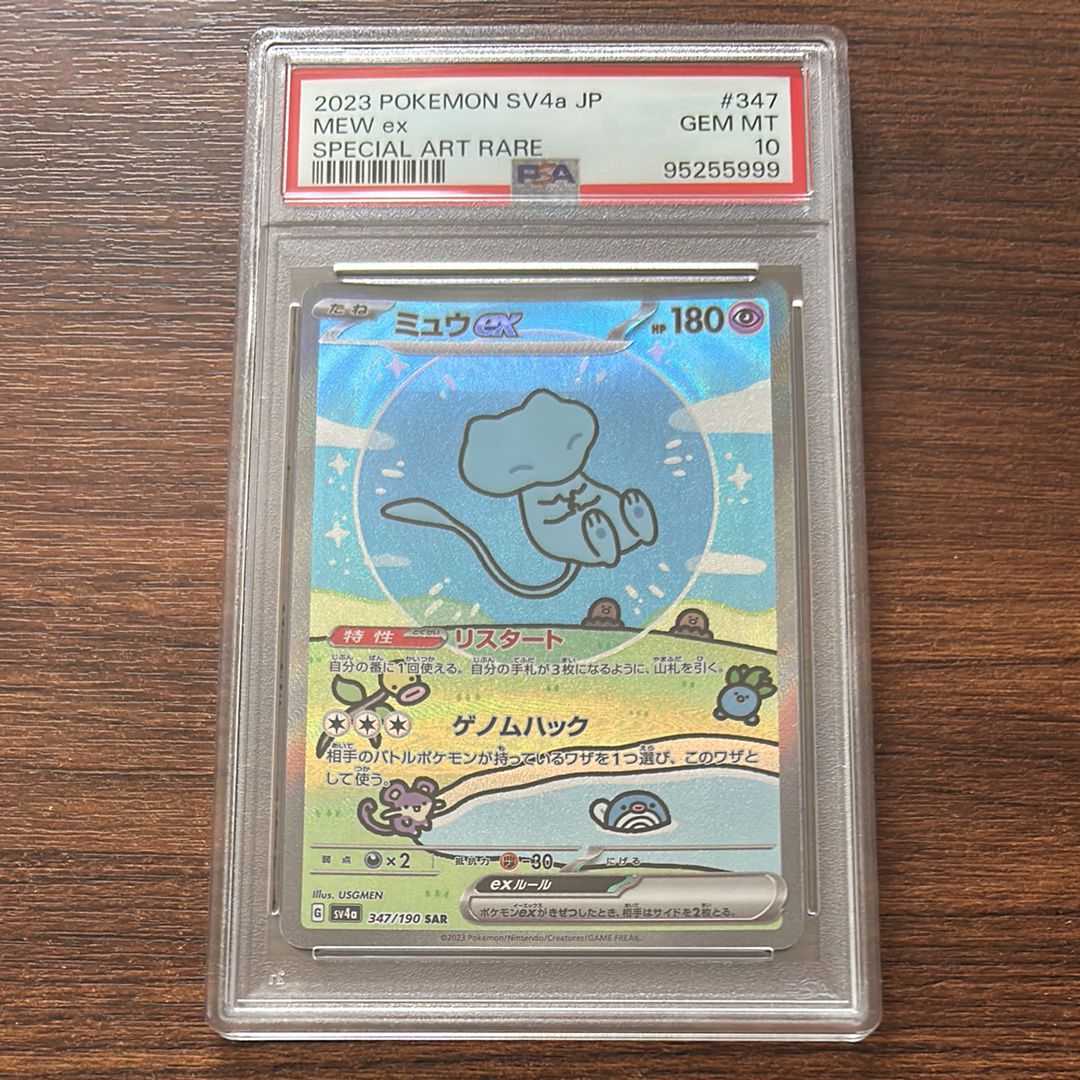 2023 POKEMON SV4a JP #347
MEW ex GEM MT
SPECIAL ART RARE 10
PSA 95255999
たね ミュウex HP 180
特性 とくせい リスタート
自分の番に1回使える。自分の手札が3枚になるように、山札を引く。
ゲノムハック
相手のバトルポケモンが持っているワザを1つ選び、このワザと
して使う。
弱点 ×2 抵抗力 -30 にげる
exルール
ポケモンexがきぜつしたとき、相手はサイドを2枚とる。
Illus. USGMEN
G sv4a 347/190 SAR
©2023 Pokémon/Nintendo/Creatures/GAME FREAK.